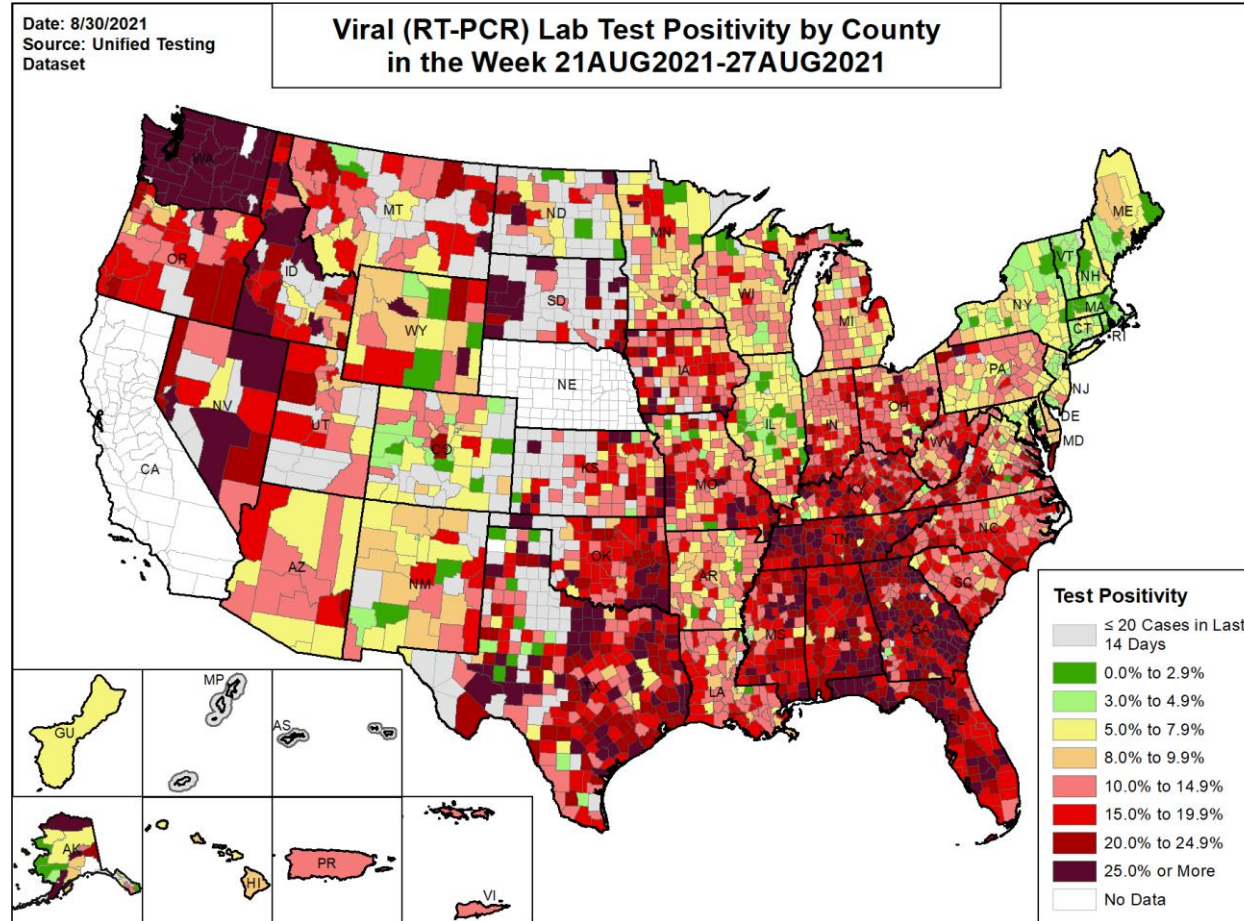 Date: 8/30/2021
Source: Unified Testing
Dataset
Viral (RT-PCR) Lab Test Positivity by County
in the Week 21AUG2021-27AUG2021
WA
MT
ND
MN
ME
OR
ID
SD
WI
VT
NH
NY
MA
CT
RI
WY
MI
NV
UT
NE
IA
PA
NJ
CA
CO
IL
IN
OH
DE
MD
KS
MO
WV
VA
KY
AZ
NM
OK
AR
TN
NC
SC
TX
LA
MS
AL
GA
FL
GU
MP
AS
AK
HI
PR
VI
Test Positivity
≤ 20 Cases in Last
14 Days
0.0% to 2.9%
3.0% to 4.9%
5.0% to 7.9%
8.0% to 9.9%
10.0% to 14.9%
15.0% to 19.9%
20.0% to 24.9%
25.0% or More
No Data